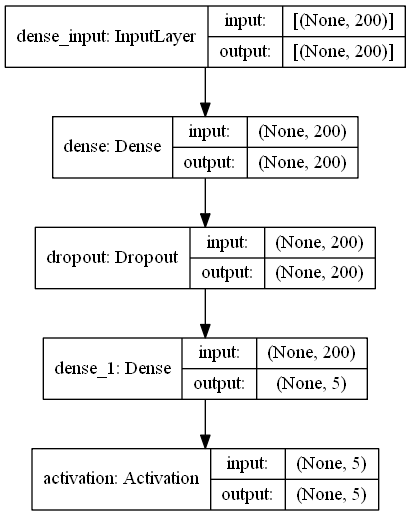 dense_input: InputLayer
input: [(None, 200)]
output: [(None, 200)]
dense: Dense
input: (None, 200)
output: (None, 200)
dropout: Dropout
input: (None, 200)
output: (None, 200)
dense_1: Dense
input: (None, 200)
output: (None, 5)
activation: Activation
input: (None, 5)
output: (None, 5)